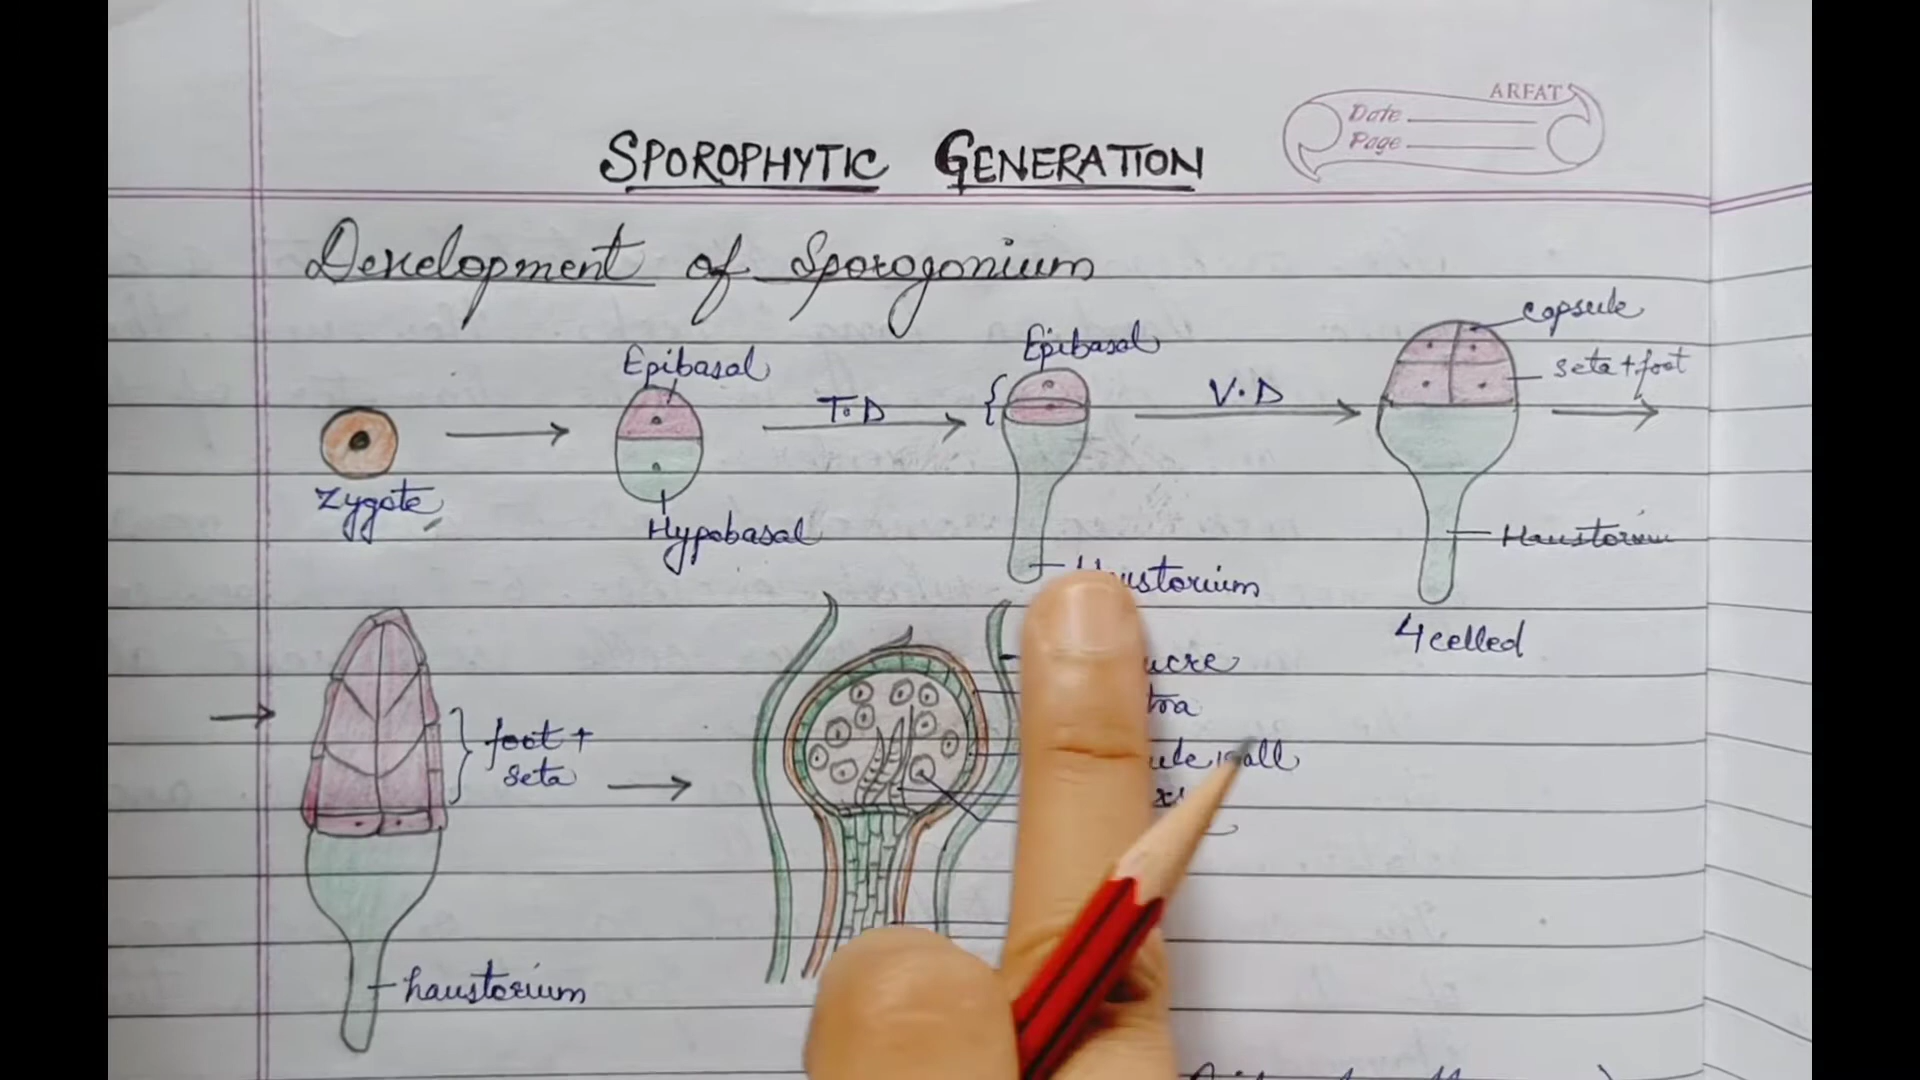 ARFAT
Date
Page
SPOROPHYTIC GENERATION
Development of Sporogonium
Epibasal
Epibasal
capsule
T.D
V.D
seta + foot
Zygote
Hypobasal
Haustorium
Haustorium
4 celled
foot +
seta
wall
haustorium